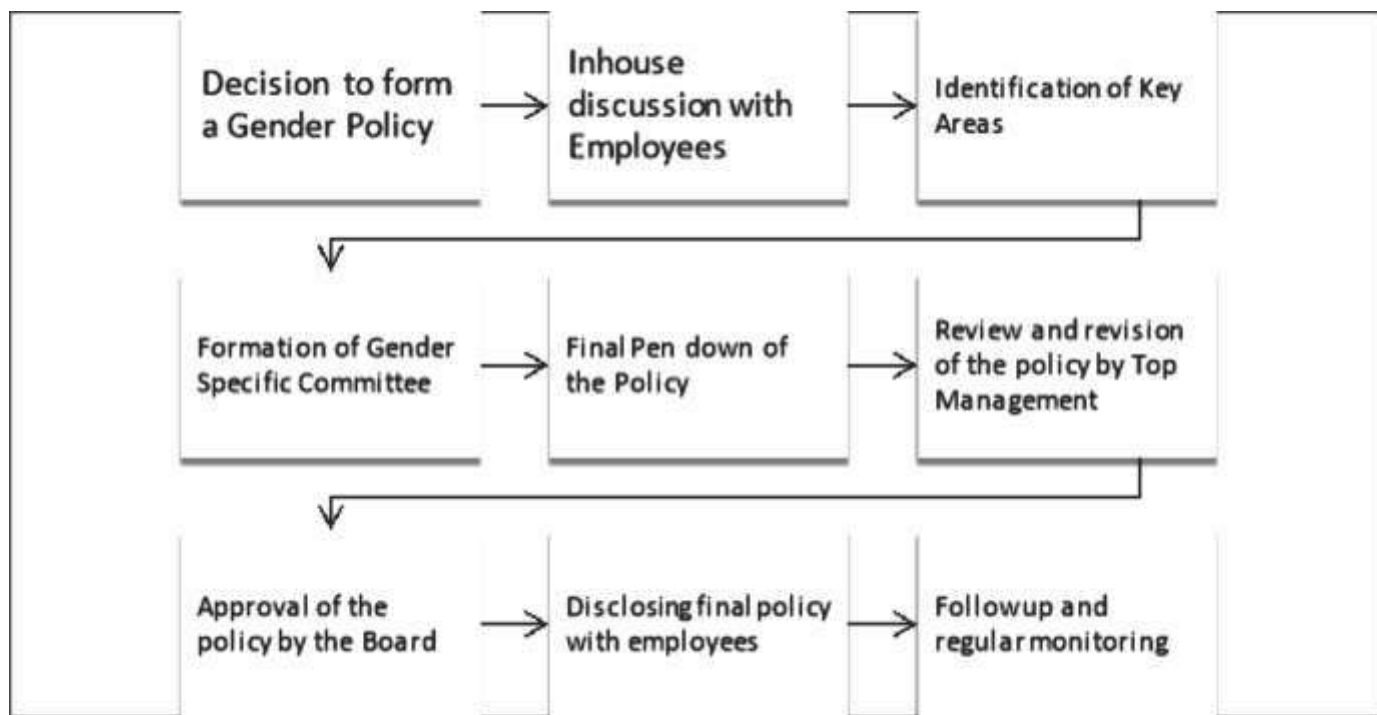 Decision to form
a Gender Policy
Inhouse
discussion with
Employees
Identification of Key
Areas
Formation of Gender
Specific Committee
Final Pen down of
the Policy
Review and revision
of the policy by Top
Management
Approval of the
policy by the Board
Disclosing final policy
with employees
Followup and
regular monitoring